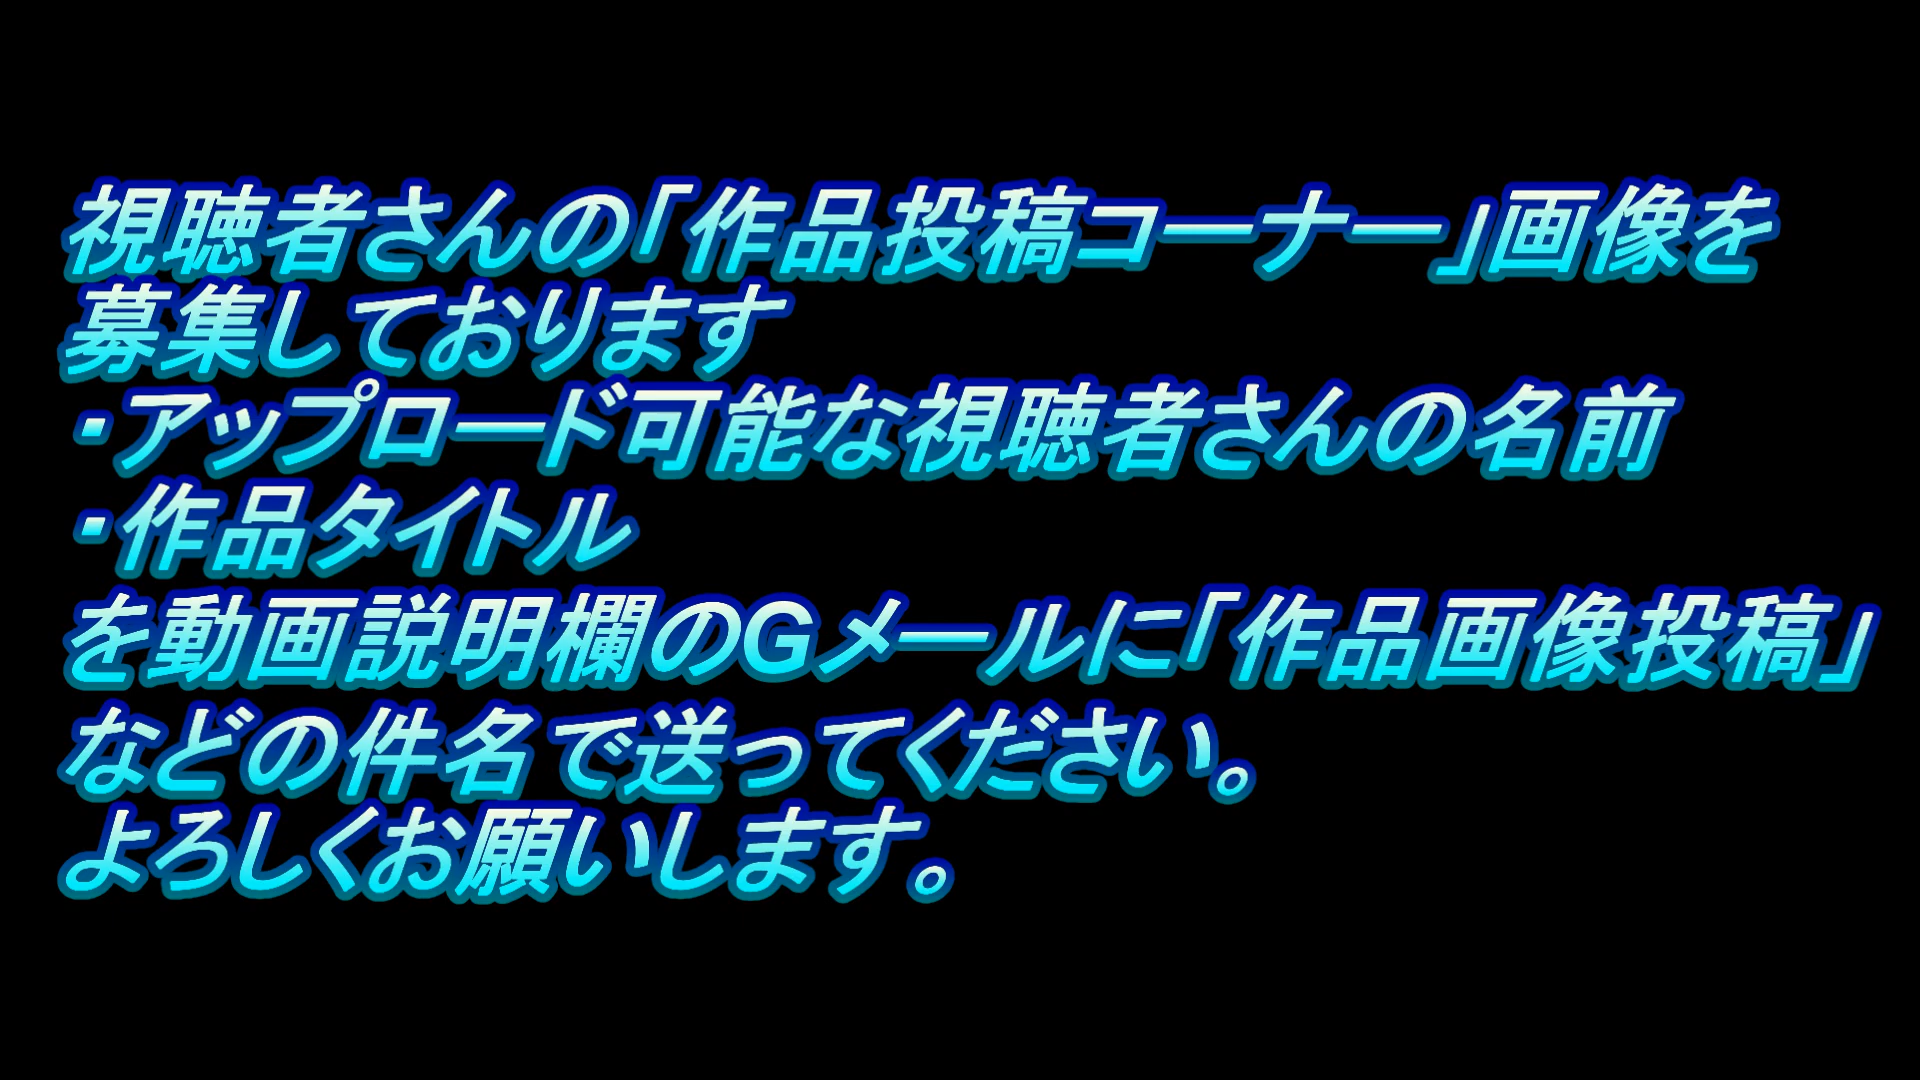 視聴者さんの「作品投稿コーナー」画像を
募集しております
・アップロード可能な視聴者さんの名前
・作品タイトル
を動画説明欄のGメールに「作品画像投稿」
などの件名で送ってください。
よろしくお願いします。